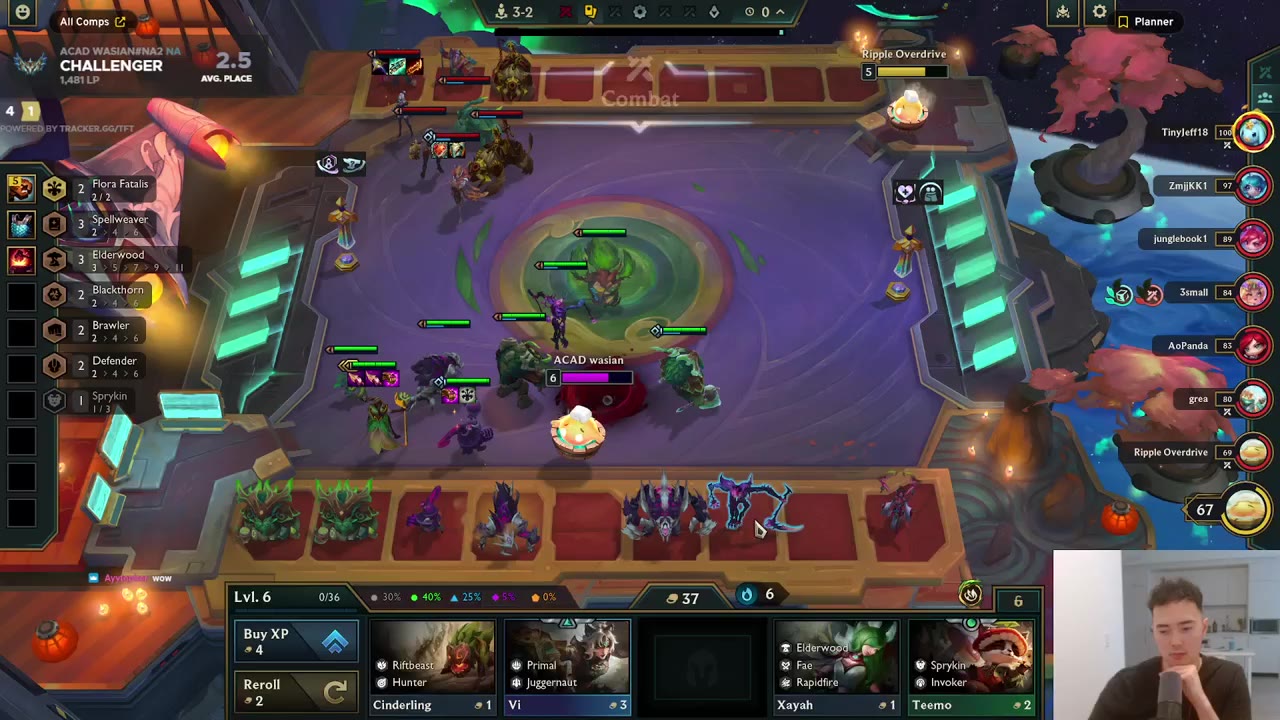 All Comps
3-2
0
Planner
ACAD WASIAN#NA2 NA
CHALLENGER
1,481 LP
2.5
AVG. PLACE
4 1
POWERED BY TRACKER.GG/TFT
Ripple Overdrive
5
Combat
TinyJeff18 100
ZmjjKK1 97
junglebook1 89
3small 84
AoPanda 83
grea 80
Ripple Overdrive 69
67
2 Flora Fatalis
2 / 2
3 Spellweaver
2 > 4 > 6
3 Elderwood
3 > 5 > 7 > 9 > 11
2 Blackthorn
2 > 4 > 6
2 Brawler
2 > 4 > 6
2 Defender
2 > 4 > 6
1 Sprykin
1 / 3
ACAD wasian
6
wow
Lvl. 6 0/36
30% 40% 25% 5% 0%
37
6
6
Buy XP
4
Reroll
2
Riftbeast
Hunter
Cinderling 1
Primal
Juggernaut
Vi 3
Elderwood
Fae
Rapidfire
Xayah 1
Sprykin
Invoker
Teemo 2